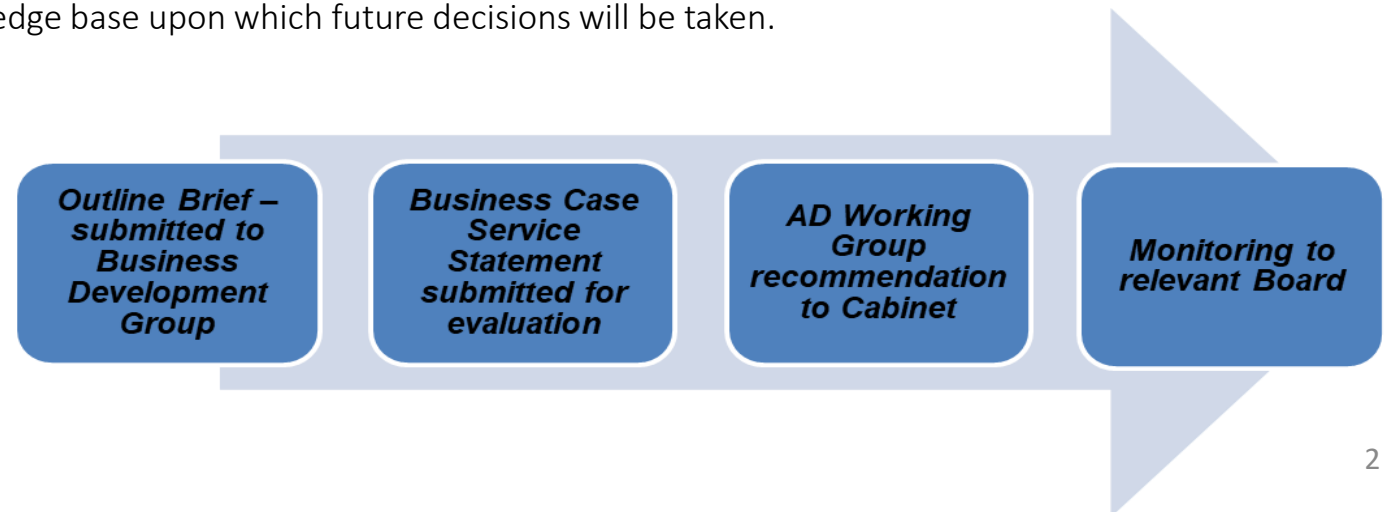 edge base upon which future decisions will be taken.
Outline Brief –
submitted to
Business
Development
Group
Business Case
Service
Statement
submitted for
evaluation
AD Working
Group
recommendation
to Cabinet
Monitoring to
relevant Board
2